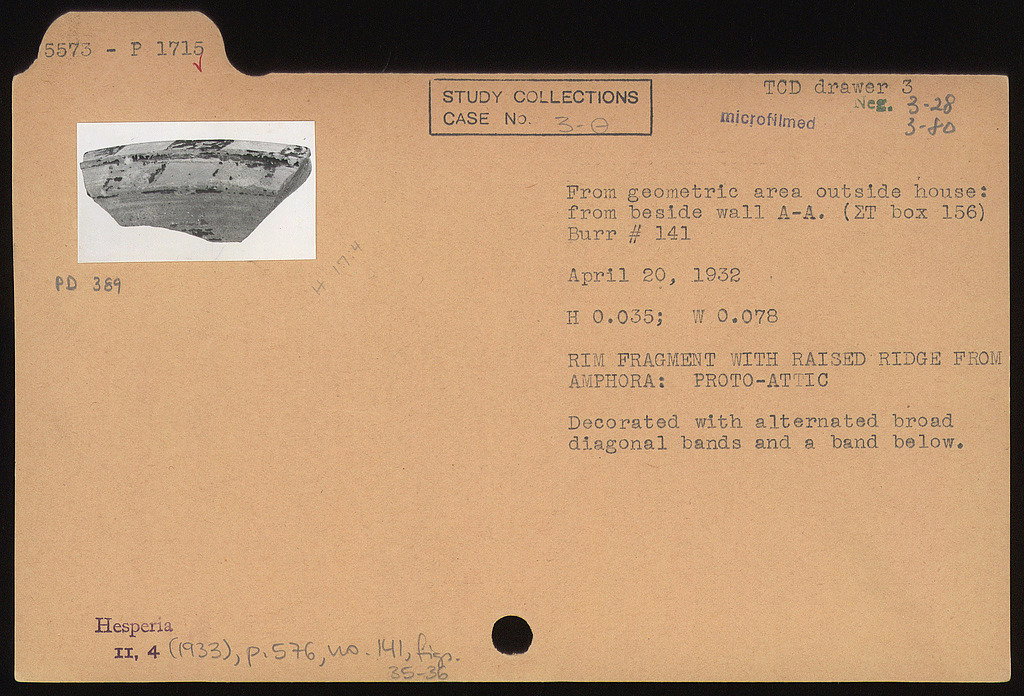 5573 - P 1715
STUDY COLLECTIONS
CASE No. 3-Θ
TCD drawer 3
Neg. 3-28
microfilmed 3-80
From geometric area outside house:
from beside wall A-A. (ΣT box 156)
Burr # 141
April 20, 1932
H 0.035; W 0.078
RIM FRAGMENT WITH RAISED RIDGE FROM
AMPHORA: PROTO-ATTIC
Decorated with alternated broad
diagonal bands and a band below.
PD 389
H 17:4
Hesperia
II, 4 (1933), p. 576, no. 141, figs.
35-36